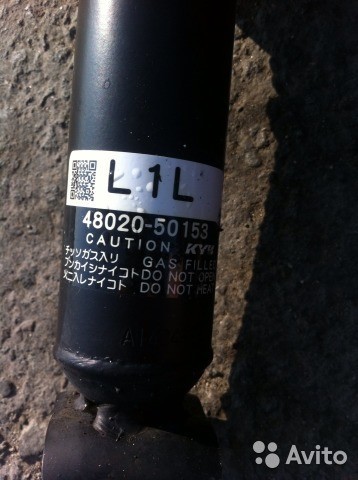 L1L
48020-50153
CAUTION KYB
チッソガス入り GAS FILLED
ブンカイシナイコト DO NOT OPEN
火ニ入レナイコト DO NOT HEAT
Avito